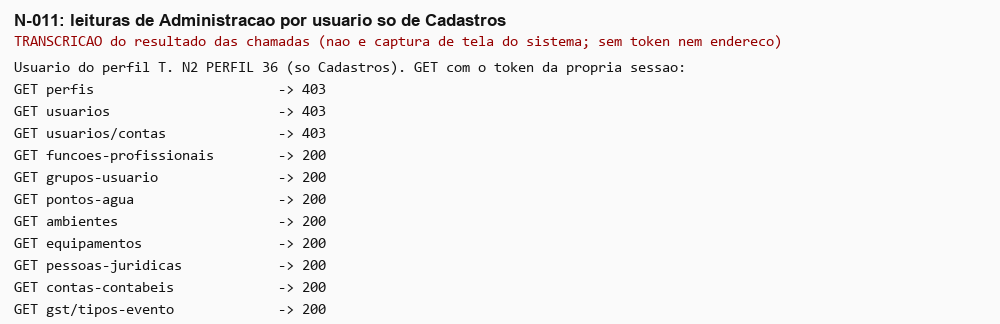 N-011: leituras de Administracao por usuario so de Cadastros
TRANSCRICAO do resultado das chamadas (nao e captura de tela do sistema; sem token nem endereco)
Usuario do perfil T. N2 PERFIL 36 (so Cadastros). GET com o token da propria sessao:
GET perfis -> 403
GET usuarios -> 403
GET usuarios/contas -> 403
GET funcoes-profissionais -> 200
GET grupos-usuario -> 200
GET pontos-agua -> 200
GET ambientes -> 200
GET equipamentos -> 200
GET pessoas-juridicas -> 200
GET contas-contabeis -> 200
GET gst/tipos-evento -> 200